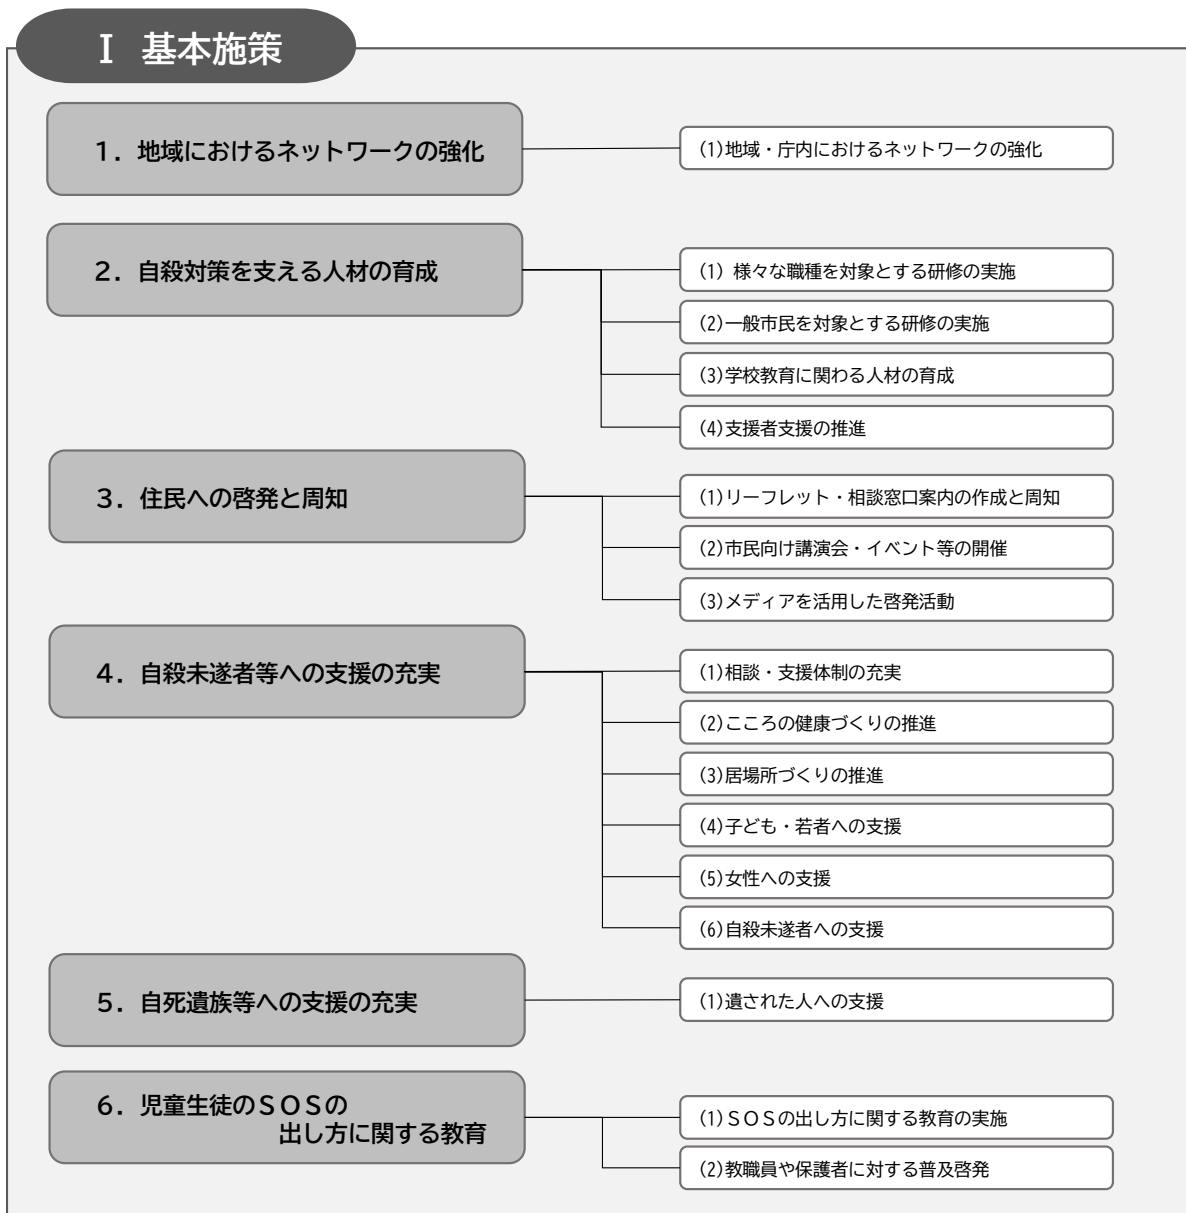 Ⅰ 基本施策
１．地域におけるネットワークの強化
(1)地域・庁内におけるネットワークの強化
２．自殺対策を支える人材の育成
(1) 様々な職種を対象とする研修の実施
(2)一般市民を対象とする研修の実施
(3)学校教育に関わる人材の育成
(4)支援者支援の推進
３．住民への啓発と周知
(1)リーフレット・相談窓口案内の作成と周知
(2)市民向け講演会・イベント等の開催
(3)メディアを活用した啓発活動
４．自殺未遂者等への支援の充実
(1)相談・支援体制の充実
(2)こころの健康づくりの推進
(3)居場所づくりの推進
(4)子ども・若者への支援
(5)女性への支援
(6)自殺未遂者への支援
５．自死遺族等への支援の充実
(1)遺された人への支援
６．児童生徒のＳＯＳの
出し方に関する教育
(1)ＳＯＳの出し方に関する教育の実施
(2)教職員や保護者に対する普及啓発